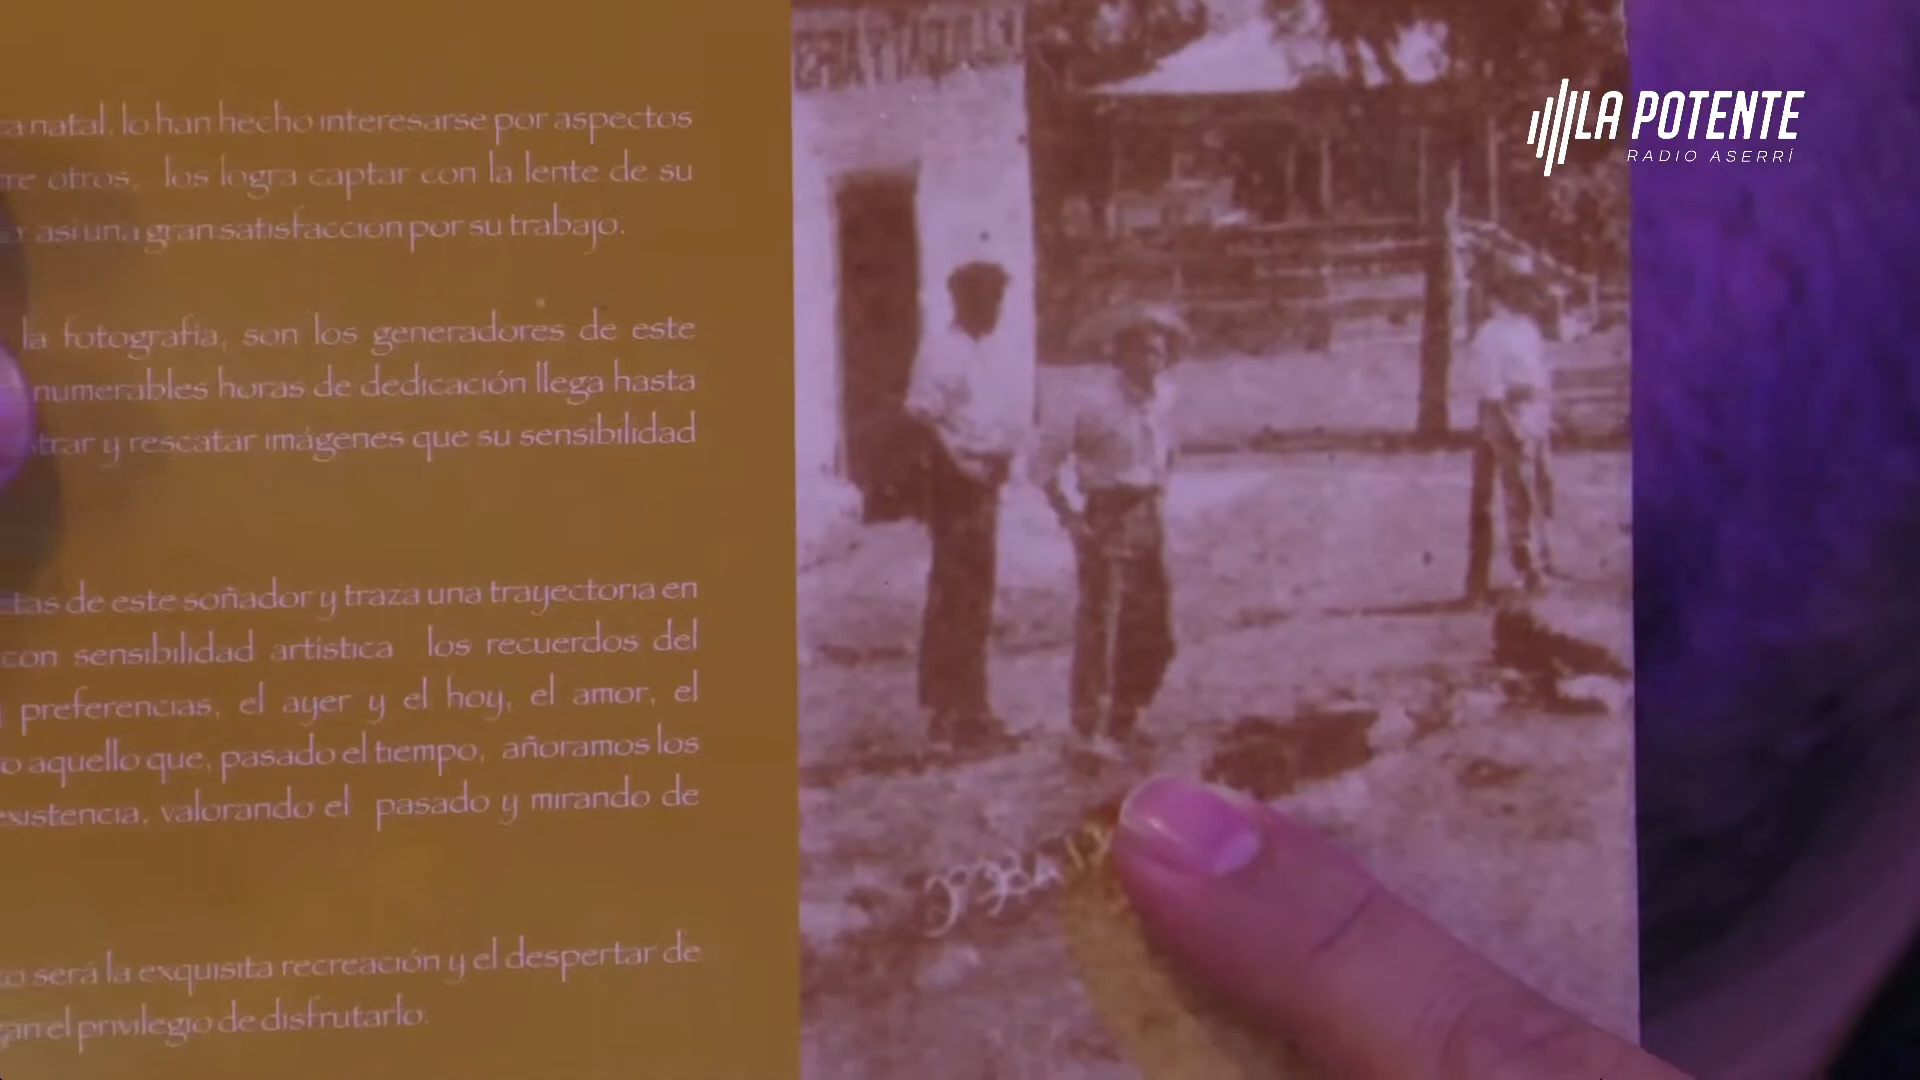 a natal, lo han hecho interesarse por aspectos
re otros, los logra captar con la lente de su
así una gran satisfacción por su trabajo.
la fotografía, son los generadores de este
numerables horas de dedicación llega hasta
strar y rescatar imágenes que su sensibilidad
tas de este soñador y traza una trayectoria en
con sensibilidad artística los recuerdos del
preferencias, el ayer y el hoy, el amor, el
o aquello que, pasado el tiempo, añoramos los
existencia, valorando el pasado y mirando de
o será la exquisita recreación y el despertar de
an el privilegio de disfrutarlo.
LA POTENTE
RADIO ASERRÍ